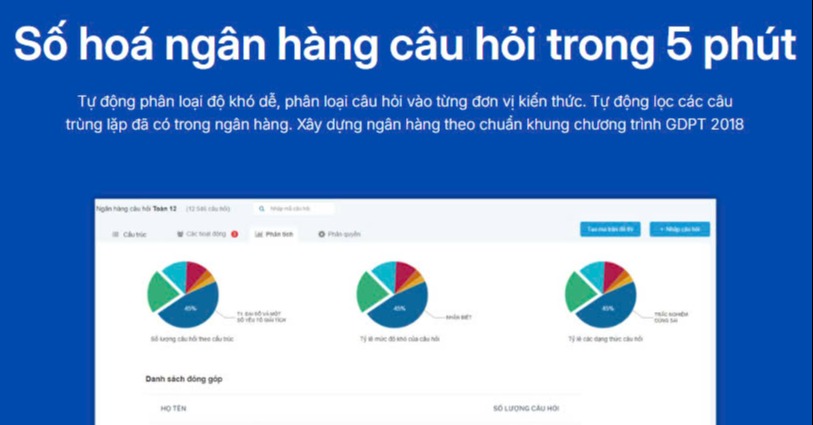 Số hoá ngân hàng câu hỏi trong 5 phút
Tự động phân loại độ khó dễ, phân loại câu hỏi vào từng đơn vị kiến thức. Tự động lọc các câu
trùng lặp đã có trong ngân hàng. Xây dựng ngân hàng theo chuẩn khung chương trình GDPT 2018
Ngân hàng câu hỏi Toán 12 (12 546 câu hỏi) Nhập mã câu hỏi
Cấu trúc Các hoạt động Phân tích Phân quyền Tạo ma trận đề thi + Nhập câu hỏi
45% 45% 45%
T1. ĐẠI SỐ VÀ MỘT
SỐ YẾU TỐ GIẢI TÍCH
NHẬN BIẾT
TRẮC NGHIỆM
ĐÚNG SAI
Số lượng câu hỏi theo cấu trúc Tỷ lệ mức độ khó của câu hỏi Tỷ lệ các dạng thức câu hỏi
Danh sách đóng góp
HỌ TÊN SỐ LƯỢNG CÂU HỎI